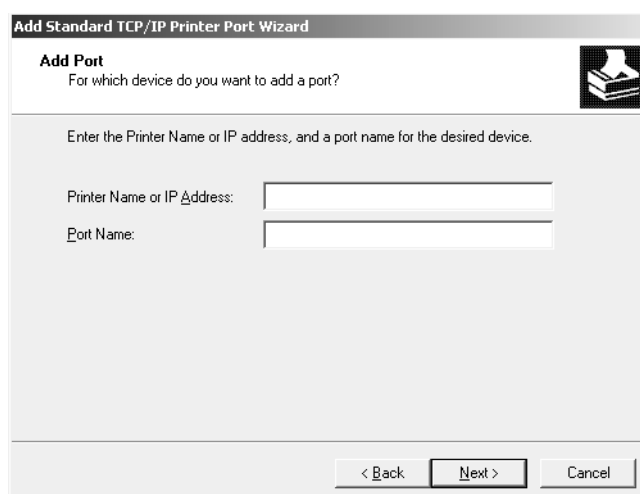 Add Standard TCP/IP Printer Port Wizard
Add Port
For which device do you want to add a port?
Enter the Printer Name or IP address, and a port name for the desired device.
Printer Name or IP Address:
Port Name:
< Back
Next >
Cancel